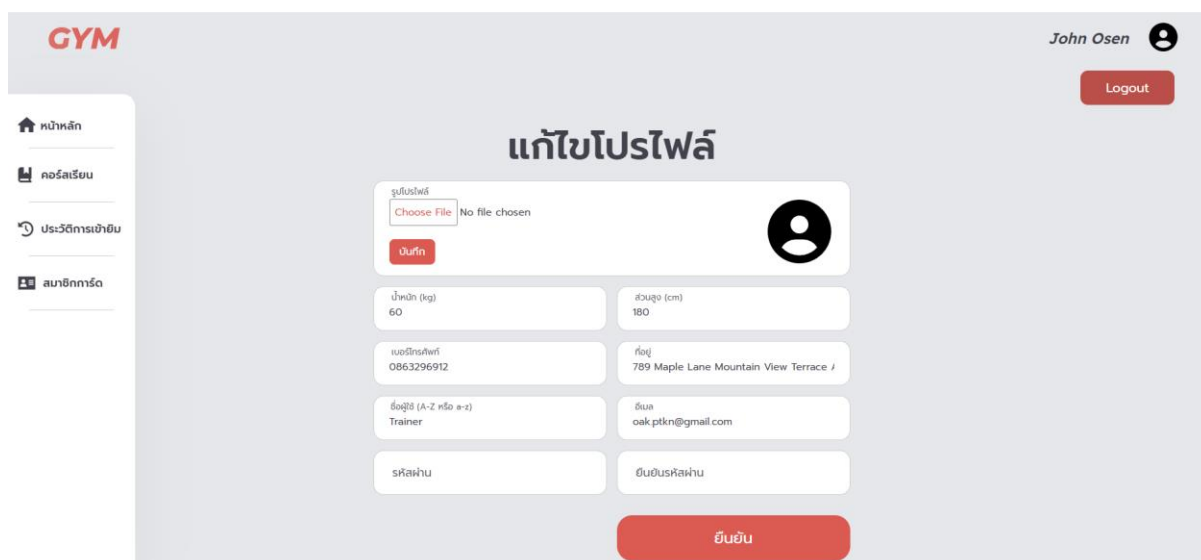 GYM
John Osen
Logout
หน้าหลัก
คอร์สเรียน
ประวัติการเข้ายิม
สมาชิกการ์ด
แก้ไขโปรไฟล์
รูปโปรไฟล์
Choose File No file chosen
บันทึก
น้ำหนัก (kg)
60
ส่วนสูง (cm)
180
เบอร์โทรศัพท์
0863296912
ที่อยู่
789 Maple Lane Mountain View Terrace
ชื่อผู้ใช้ (A-Z หรือ a-z)
Trainer
อีเมล
oak.ptkn@gmail.com
รหัสผ่าน
ยืนยันรหัสผ่าน
ยืนยัน